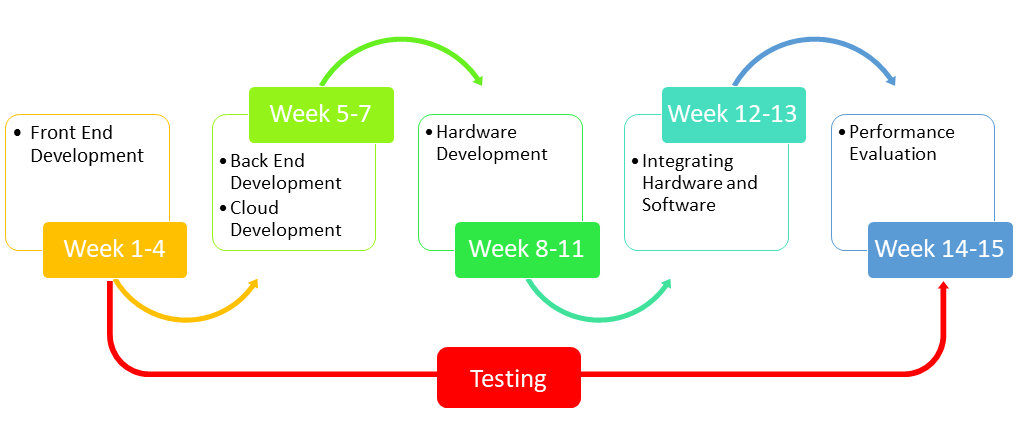 • Front End
Development
Week 1-4
Week 5-7
• Back End
Development
• Cloud
Development
• Hardware
Development
Week 8-11
Week 12-13
• Integrating
Hardware and
Software
• Performance
Evaluation
Week 14-15
Testing